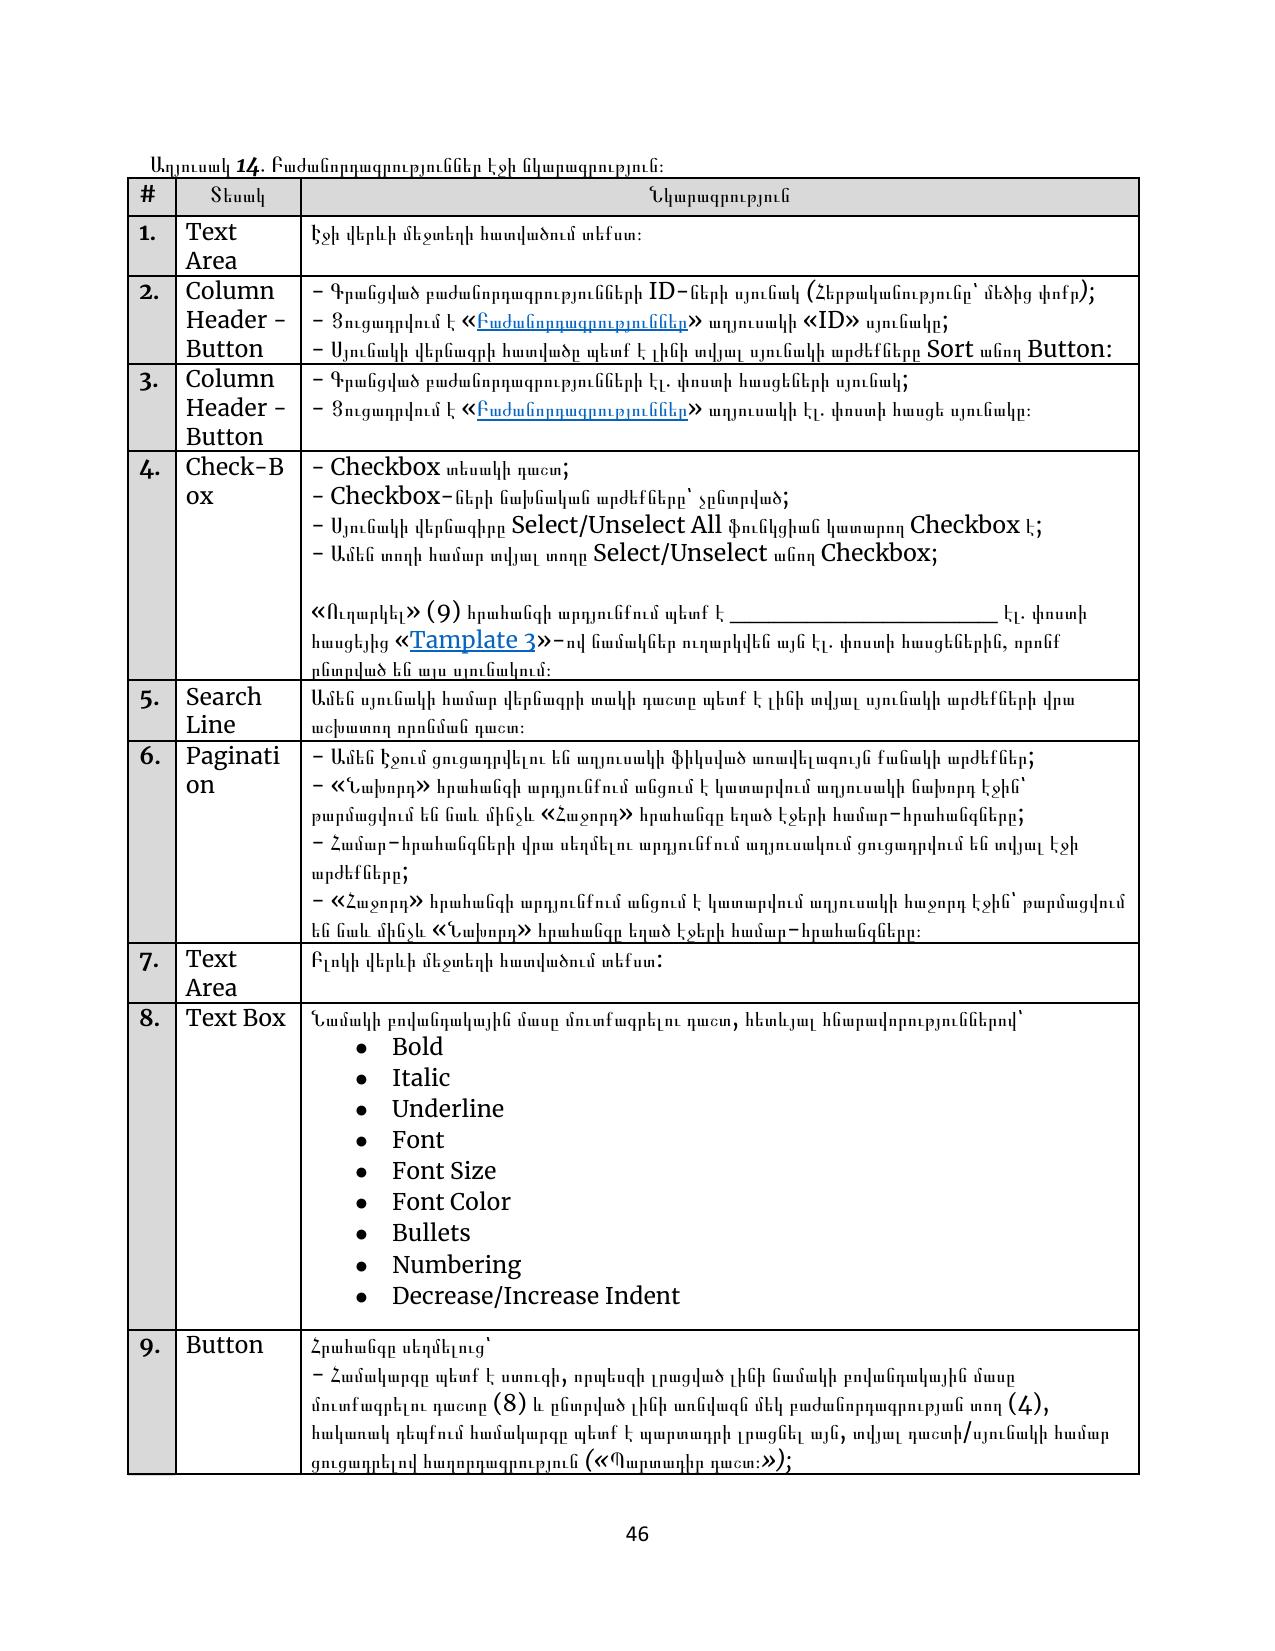 Աղյուսակ 14. Բաժանորդագրություններ էջի նկարագրություն։
# Տեսակ Նկարագրություն
1. Text Area Էջի վերևի մեջտեղի հատվածում տեքստ։
2. Column Header - Button – Գրանցված բաժանորդագրությունների ID-ների սյունակ (Հերթականությունը՝ մեծից փոքր);
– Ցուցադրվում է «Բաժանորդագրություններ» աղյուսակի «ID» սյունակը;
– Սյունակի վերնագրի հատվածը պետք է լինի տվյալ սյունակի արժեքները Sort անող Button:
3. Column Header - Button – Գրանցված բաժանորդագրությունների էլ. փոստի հասցեների սյունակ;
– Ցուցադրվում է «Բաժանորդագրություններ» աղյուսակի էլ. փոստի հասցե սյունակը։
4. Check-Box – Checkbox տեսակի դաշտ;
– Checkbox-ների նախնական արժեքները՝ չընտրված;
– Սյունակի վերնագիրը Select/Unselect All ֆունկցիան կատարող Checkbox է;
– Ամեն տողի համար տվյալ տողը Select/Unselect անող Checkbox;
«Ուղարկել» (9) հրահանգի արդյունքում պետք է ______________________ էլ. փոստի
հասցեյից «Tamplate 3»-ով նամակներ ուղարկվեն այն էլ. փոստի հասցեներին, որոնք
ընտրված են այս սյունակում։
5. Search Line Ամեն սյունակի համար վերնագրի տակի դաշտը պետք է լինի տվյալ սյունակի արժեքների վրա
աշխատող որոնման դաշտ։
6. Pagination – Ամեն Էջում ցուցադրվելու են աղյուսակի ֆիկսված առավելագույն քանակի արժեքներ;
– «Նախորդ» հրահանգի արդյունքում անցում է կատարվում աղյուսակի նախորդ էջին՝
թարմացվում են նաև մինչև «Հաջորդ» հրահանգը եղած էջերի համար-հրահանգները;
– Համար-հրահանգների վրա սեղմելու արդյունքում աղյուսակում ցուցադրվում են տվյալ էջի
արժեքները;
– «Հաջորդ» հրահանգի արդյունքում անցում է կատարվում աղյուսակի հաջորդ էջին՝ թարմացվում
են նաև մինչև «Նախորդ» հրահանգը եղած էջերի համար-հրահանգները։
7. Text Area Բլոկի վերևի մեջտեղի հատվածում տեքստ:
8. Text Box Նամակի բովանդակային մասը մուտքագրելու դաշտ, հետևյալ հնարավորություններով՝
● Bold
● Italic
● Underline
● Font
● Font Size
● Font Color
● Bullets
● Numbering
● Decrease/Increase Indent
9. Button Հրահանգը սեղմելուց՝
– Համակարգը պետք է ստուգի, որպեսզի լրացված լինի նամակի բովանդակային մասը
մուտքագրելու դաշտը (8) և ընտրված լինի առնվազն մեկ բաժանորդագրության տող (4),
հակառակ դեպքում համակարգը պետք է պարտադրի լրացնել այն, տվյալ դաշտի/սյունակի համար
ցուցադրելով հաղորդագրություն («Պարտադիր դաշտ։»);
46